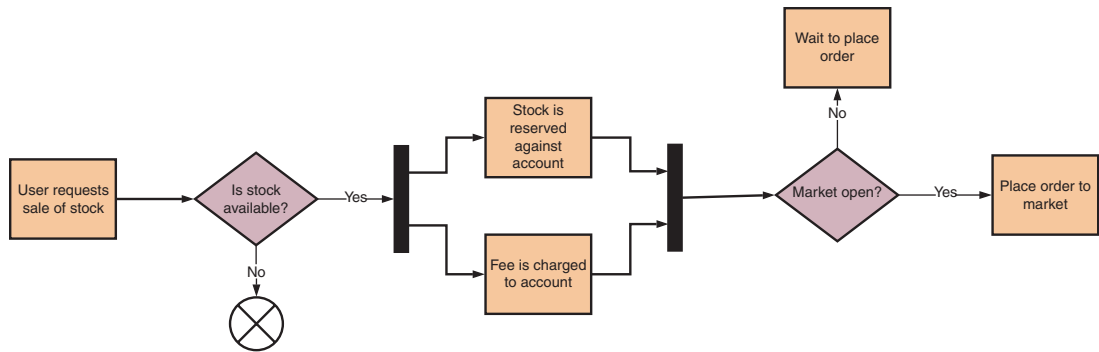 User requests
sale of stock
Is stock
available?
Yes
No
Stock is
reserved
against
account
Fee is charged
to account
Market open?
No
Wait to place
order
Yes
Place order to
market